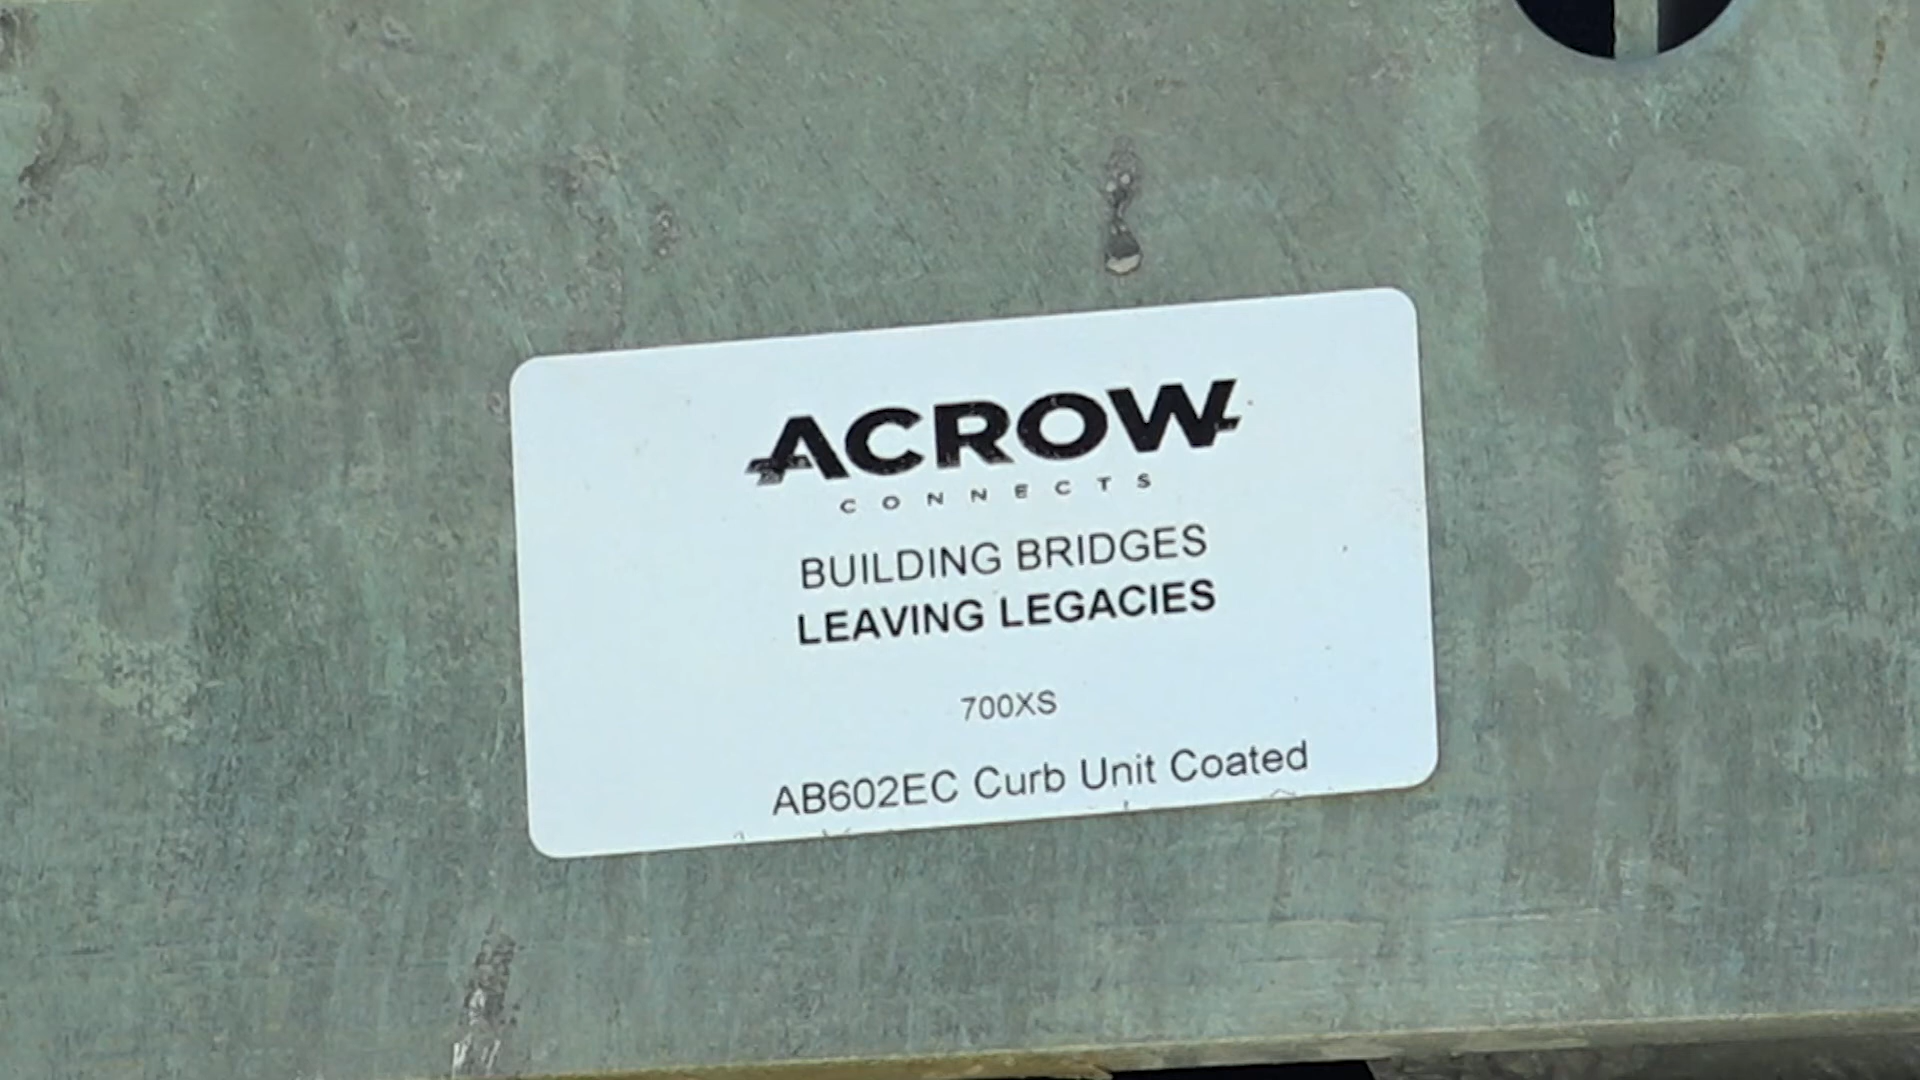 ACROW
CONNECTS
BUILDING BRIDGES
LEAVING LEGACIES
700XS
AB602EC Curb Unit Coated